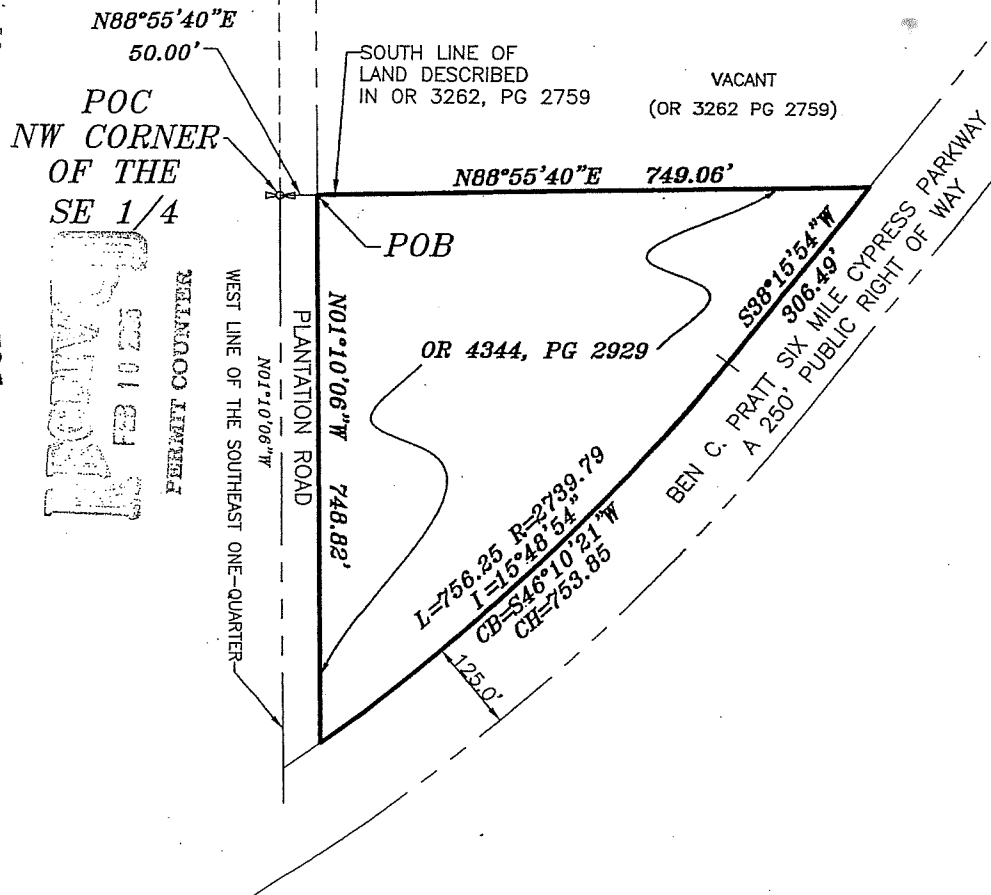 N88°55'40"E
50.00'
SOUTH LINE OF
LAND DESCRIBED
IN OR 3262, PG 2759
VACANT
(OR 3262 PG 2759)
POC
NW CORNER
OF THE
SE 1/4
N88°55'40"E 749.06'
POB
S38°15'54"W
306.49'
BEN C. PRATT SIX MILE CYPRESS PARKWAY
A 250' PUBLIC RIGHT OF WAY
PERMIT COUNTER
FEB 10
WEST LINE OF THE SOUTHEAST ONE-QUARTER
N01°10'06"W
PLANTATION ROAD
N01°10'06"W 748.82'
OR 4344, PG 2929
L=756.25 R=2739.79
I=15°48'54"
CB=S46°10'21"W
CH=753.85
125.0'